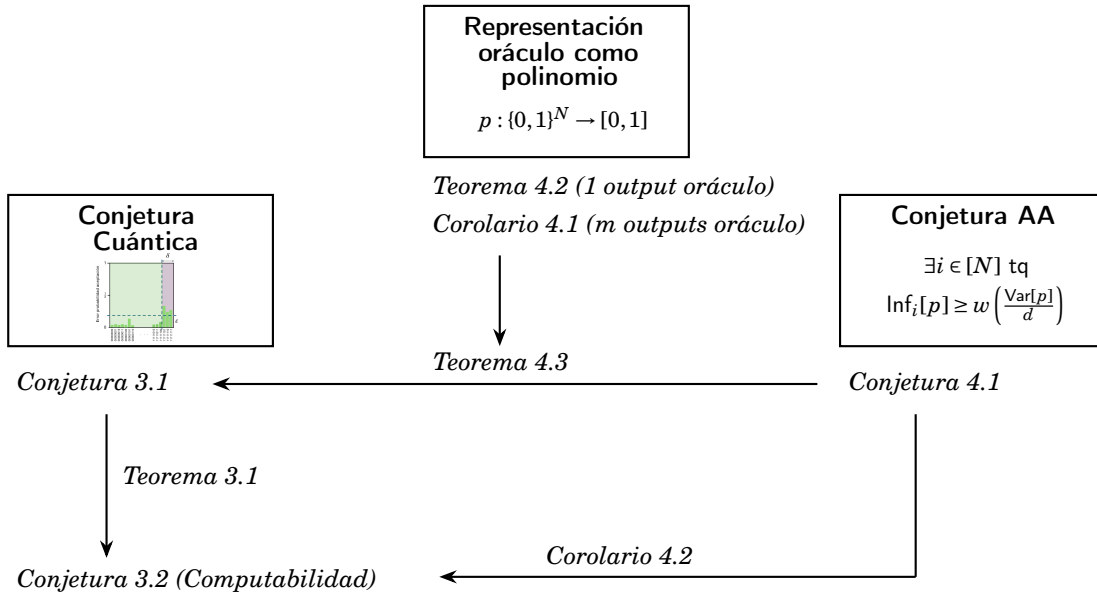 Representación
oráculo como
polinomio
p : {0,1}^N → [0,1]
Teorema 4.2 (1 output oráculo)
Corolario 4.1 (m outputs oráculo)
Conjetura
Cuántica
Conjetura AA
∃i ∈ [N] tq
Inf_i[p] ≥ w (Var[p]/d)
Teorema 4.3
Conjetura 3.1
Conjetura 4.1
Teorema 3.1
Corolario 4.2
Conjetura 3.2 (Computabilidad)